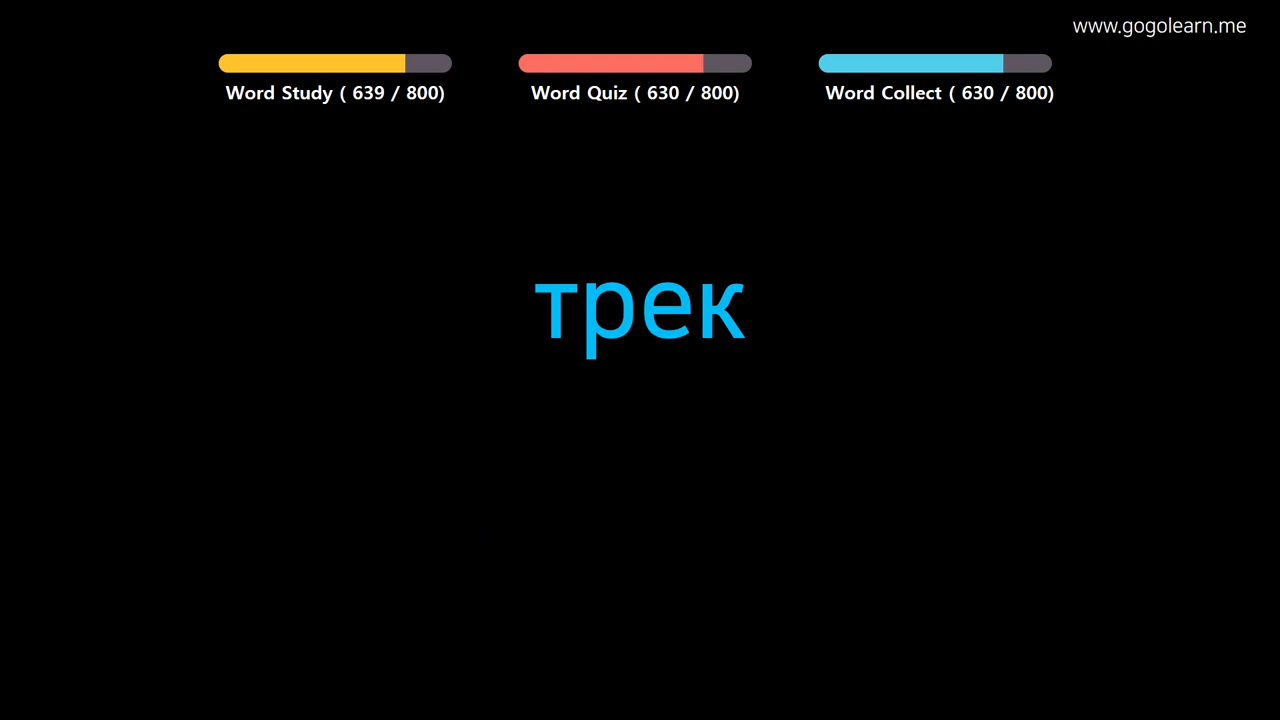 www.gogolearn.me
Word Study ( 639 / 800)
Word Quiz ( 630 / 800)
Word Collect ( 630 / 800)
трек